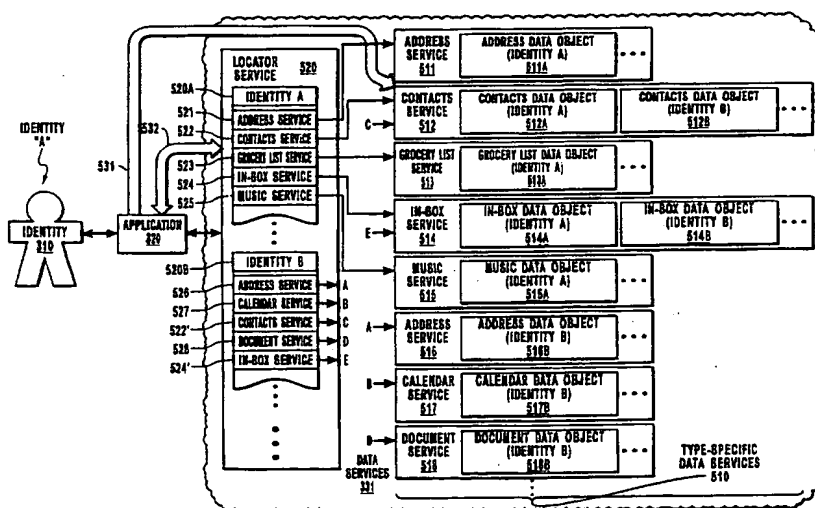 IDENTITY
"A"
IDENTITY
310
531
532
APPLICATION
220
LOCATOR
SERVICE 520
520A
IDENTITY A
521
ADDRESS SERVICE
522
CONTACTS SERVICE
523
GROCERY LIST SERVICE
524
IN-BOX SERVICE
525
MUSIC SERVICE
520B
IDENTITY B
526
ADDRESS SERVICE
A
527
CALENDAR SERVICE
B
522'
CONTACTS SERVICE
C
528
DOCUMENT SERVICE
D
524'
IN-BOX SERVICE
E
ADDRESS
SERVICE
511
ADDRESS DATA OBJECT
(IDENTITY A)
511A
C
CONTACTS
SERVICE
512
CONTACTS DATA OBJECT
(IDENTITY A)
512A
CONTACTS DATA OBJECT
(IDENTITY B)
512B
GROCERY LIST
SERVICE
513
GROCERY LIST DATA OBJECT
(IDENTITY A)
513A
E
IN-BOX
SERVICE
514
IN-BOX DATA OBJECT
(IDENTITY A)
514A
IN-BOX DATA OBJECT
(IDENTITY B)
514B
MUSIC
SERVICE
515
MUSIC DATA OBJECT
(IDENTITY A)
515A
A
ADDRESS
SERVICE
516
ADDRESS DATA OBJECT
(IDENTITY B)
516B
B
CALENDAR
SERVICE
517
CALENDAR DATA OBJECT
(IDENTITY B)
517B
D
DOCUMENT
SERVICE
518
DOCUMENT DATA OBJECT
(IDENTITY B)
518B
DATA
SERVICES
331
TYPE-SPECIFIC
DATA SERVICES
510